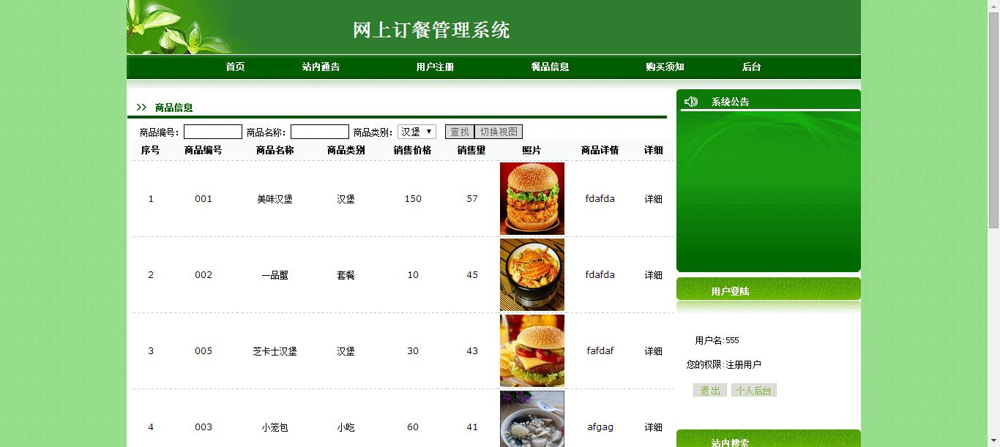 网上订餐管理系统
首页 站内通告 用户注册 餐品信息 购买须知 后台
>> 商品信息
商品编号: 商品名称: 商品类别: 汉堡 查找 切换视图
序号 商品编号 商品名称 商品类别 销售价格 销售量 照片 商品详情 详细
1 001 美味汉堡 汉堡 150 57 fdafda 详细
2 002 一品蟹 套餐 10 45 fdafda 详细
3 005 芝卡士汉堡 汉堡 30 43 fafdaf 详细
4 003 小笼包 小吃 60 41 afgag 详细
系统公告
用户登陆
用户名:555
您的权限:注册用户
退出 个人后台
站内搜索